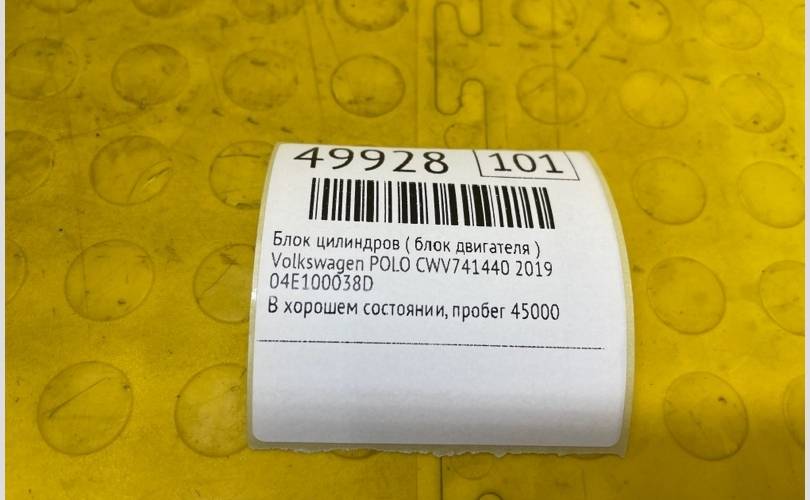 49928 101
Блок цилиндров ( блок двигателя )
Volkswagen POLO CWV741440 2019
04E100038D
В хорошем состоянии, пробег 45000